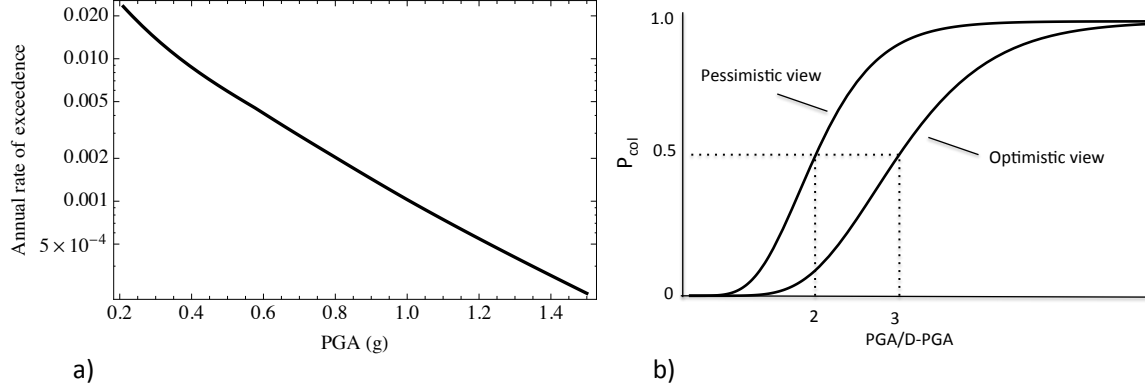 Annual rate of exceedence
0.020
0.010
0.005
0.002
0.001
5 × 10⁻⁴
0.2 0.4 0.6 0.8 1.0 1.2 1.4
PGA (g)
a)
P_col
1.0
0.5
0
Pessimistic view
Optimistic view
2 3
PGA/D-PGA
b)